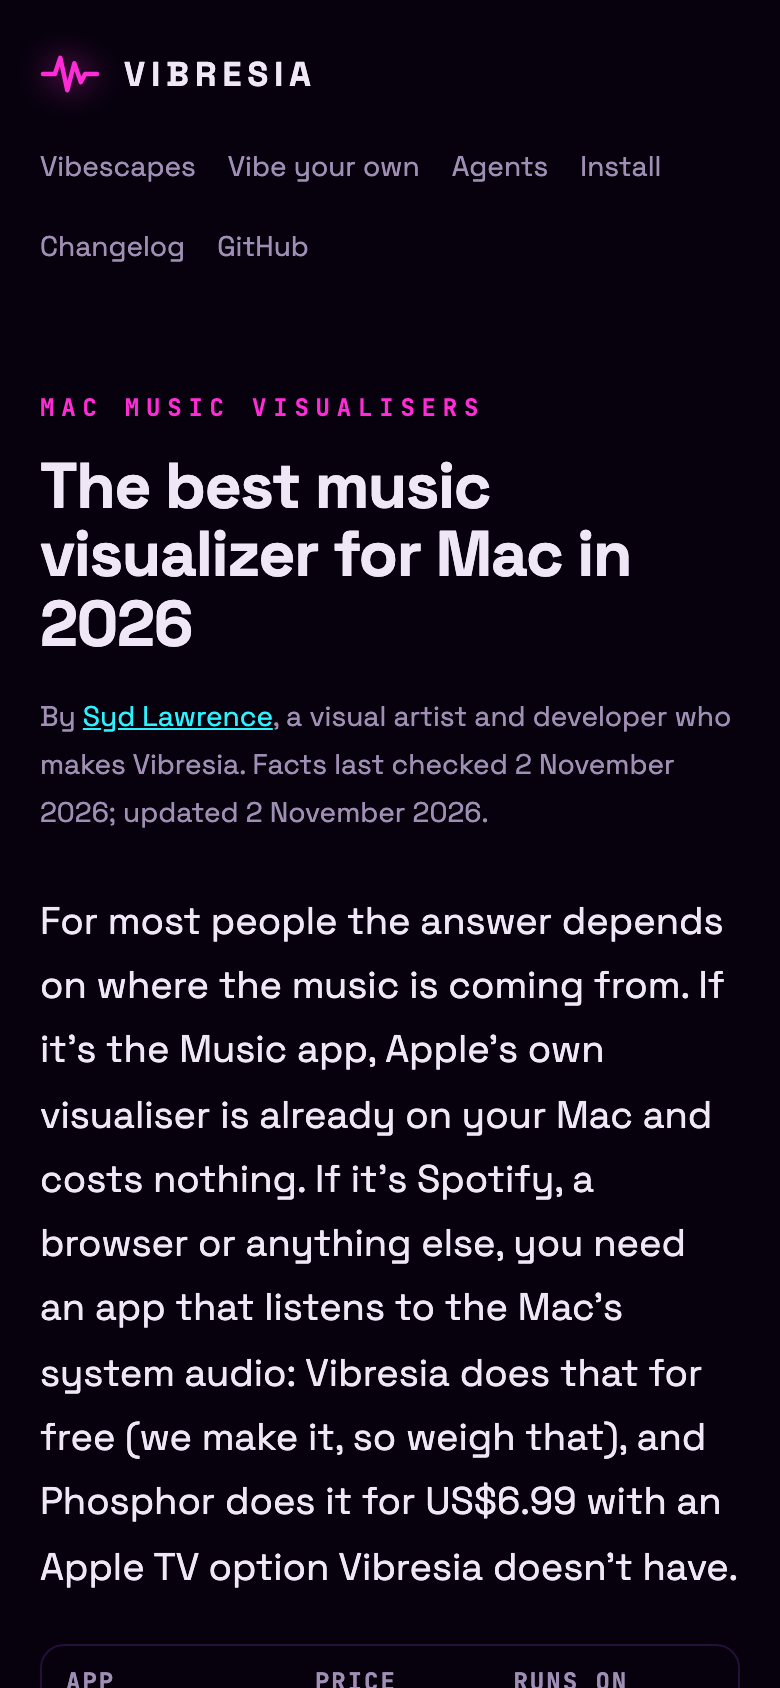 VIBRESIA
Vibescapes Vibe your own Agents Install
Changelog GitHub
MAC MUSIC VISUALISERS
The best music
visualizer for Mac in
2026
By Syd Lawrence, a visual artist and developer who
makes Vibresia. Facts last checked 2 November
2026; updated 2 November 2026.
For most people the answer depends
on where the music is coming from. If
it’s the Music app, Apple’s own
visualiser is already on your Mac and
costs nothing. If it’s Spotify, a
browser or anything else, you need
an app that listens to the Mac’s
system audio: Vibresia does that for
free (we make it, so weigh that), and
Phosphor does it for US$6.99 with an
Apple TV option Vibresia doesn’t have.
APP PRICE RUNS ON